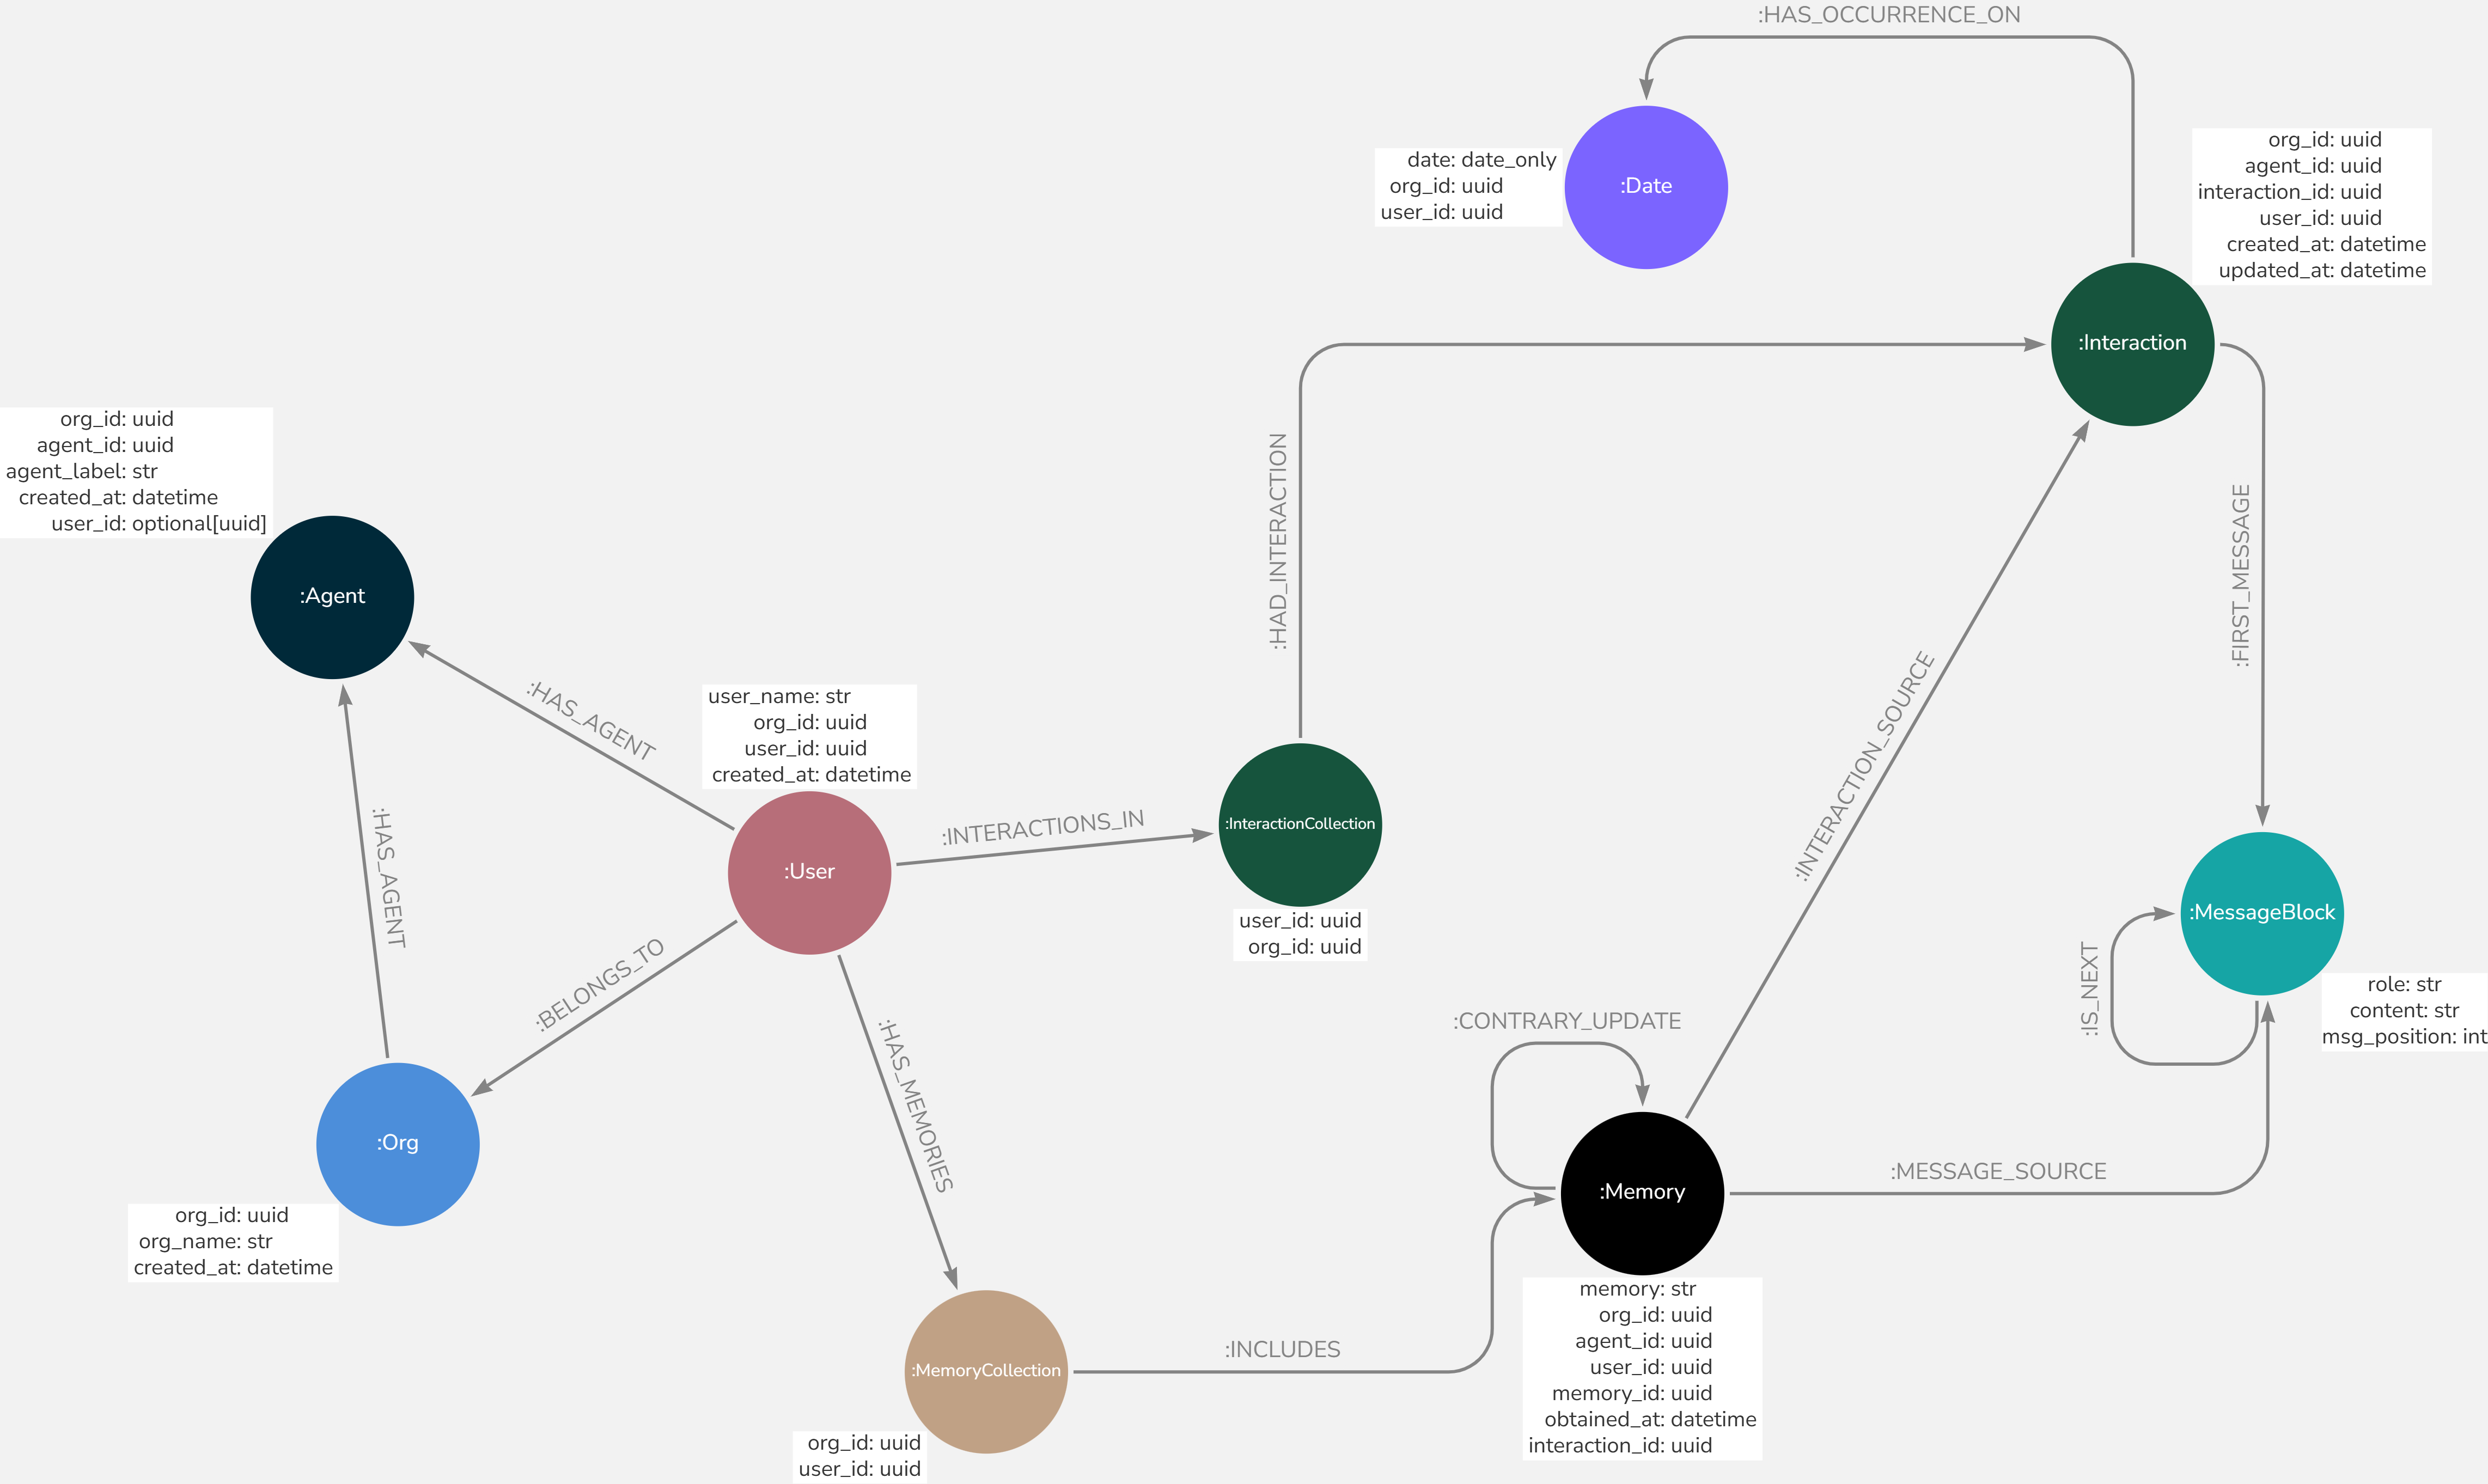 :HAS_OCCURRENCE_ON
:Date
date: date_only
org_id: uuid
user_id: uuid
org_id: uuid
agent_id: uuid
interaction_id: uuid
user_id: uuid
created_at: datetime
updated_at: datetime
:Interaction
org_id: uuid
agent_id: uuid
agent_label: str
created_at: datetime
user_id: optional[uuid]
:Agent
:HAS_AGENT
:HAS_AGENT
user_name: str
org_id: uuid
user_id: uuid
created_at: datetime
:User
:INTERACTIONS_IN
:HAD_INTERACTION
:InteractionCollection
user_id: uuid
org_id: uuid
:INTERACTION_SOURCE
:FIRST_MESSAGE
:MessageBlock
:IS_NEXT
role: str
content: str
msg_position: int
:BELONGS_TO
:Org
org_id: uuid
org_name: str
created_at: datetime
:HAS_MEMORIES
:CONTRARY_UPDATE
:Memory
:MESSAGE_SOURCE
memory: str
org_id: uuid
agent_id: uuid
user_id: uuid
memory_id: uuid
obtained_at: datetime
interaction_id: uuid
:INCLUDES
:MemoryCollection
org_id: uuid
user_id: uuid